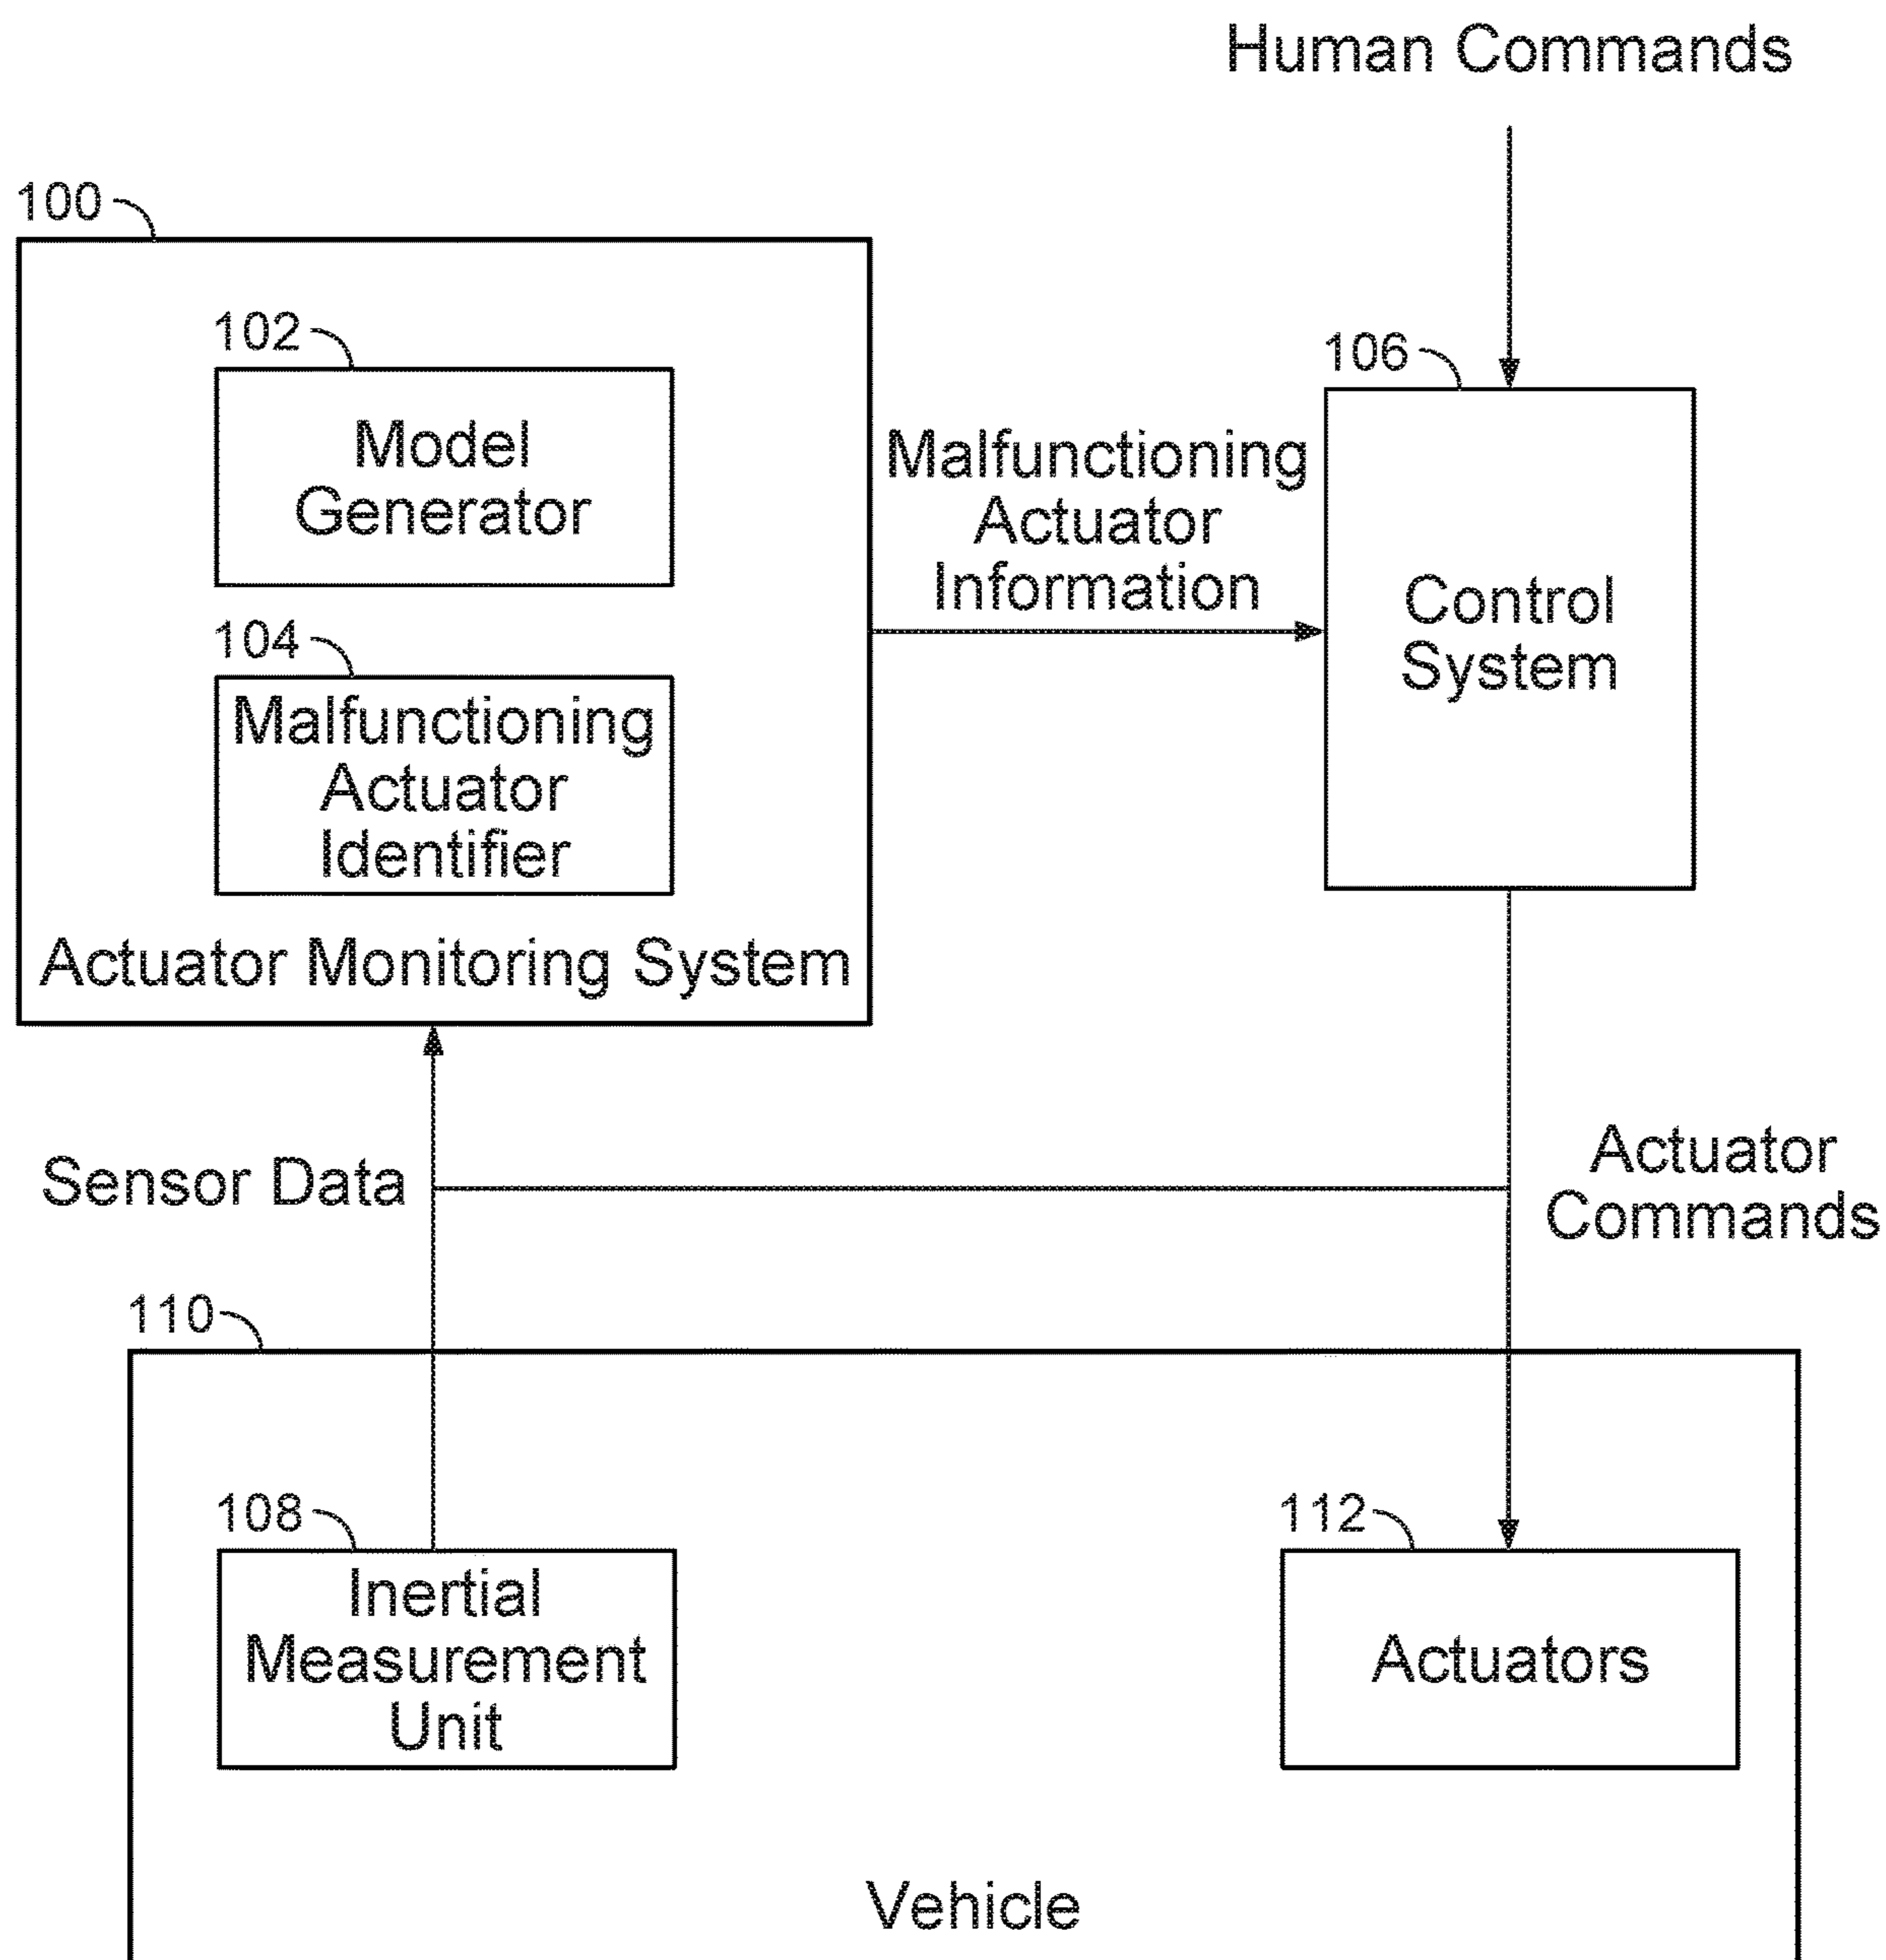 Human Commands
100
102
Model
Generator
104
Malfunctioning
Actuator
Identifier
Actuator Monitoring System
Malfunctioning
Actuator
Information
106
Control
System
Sensor Data
Actuator
Commands
110
108
Inertial
Measurement
Unit
112
Actuators
Vehicle